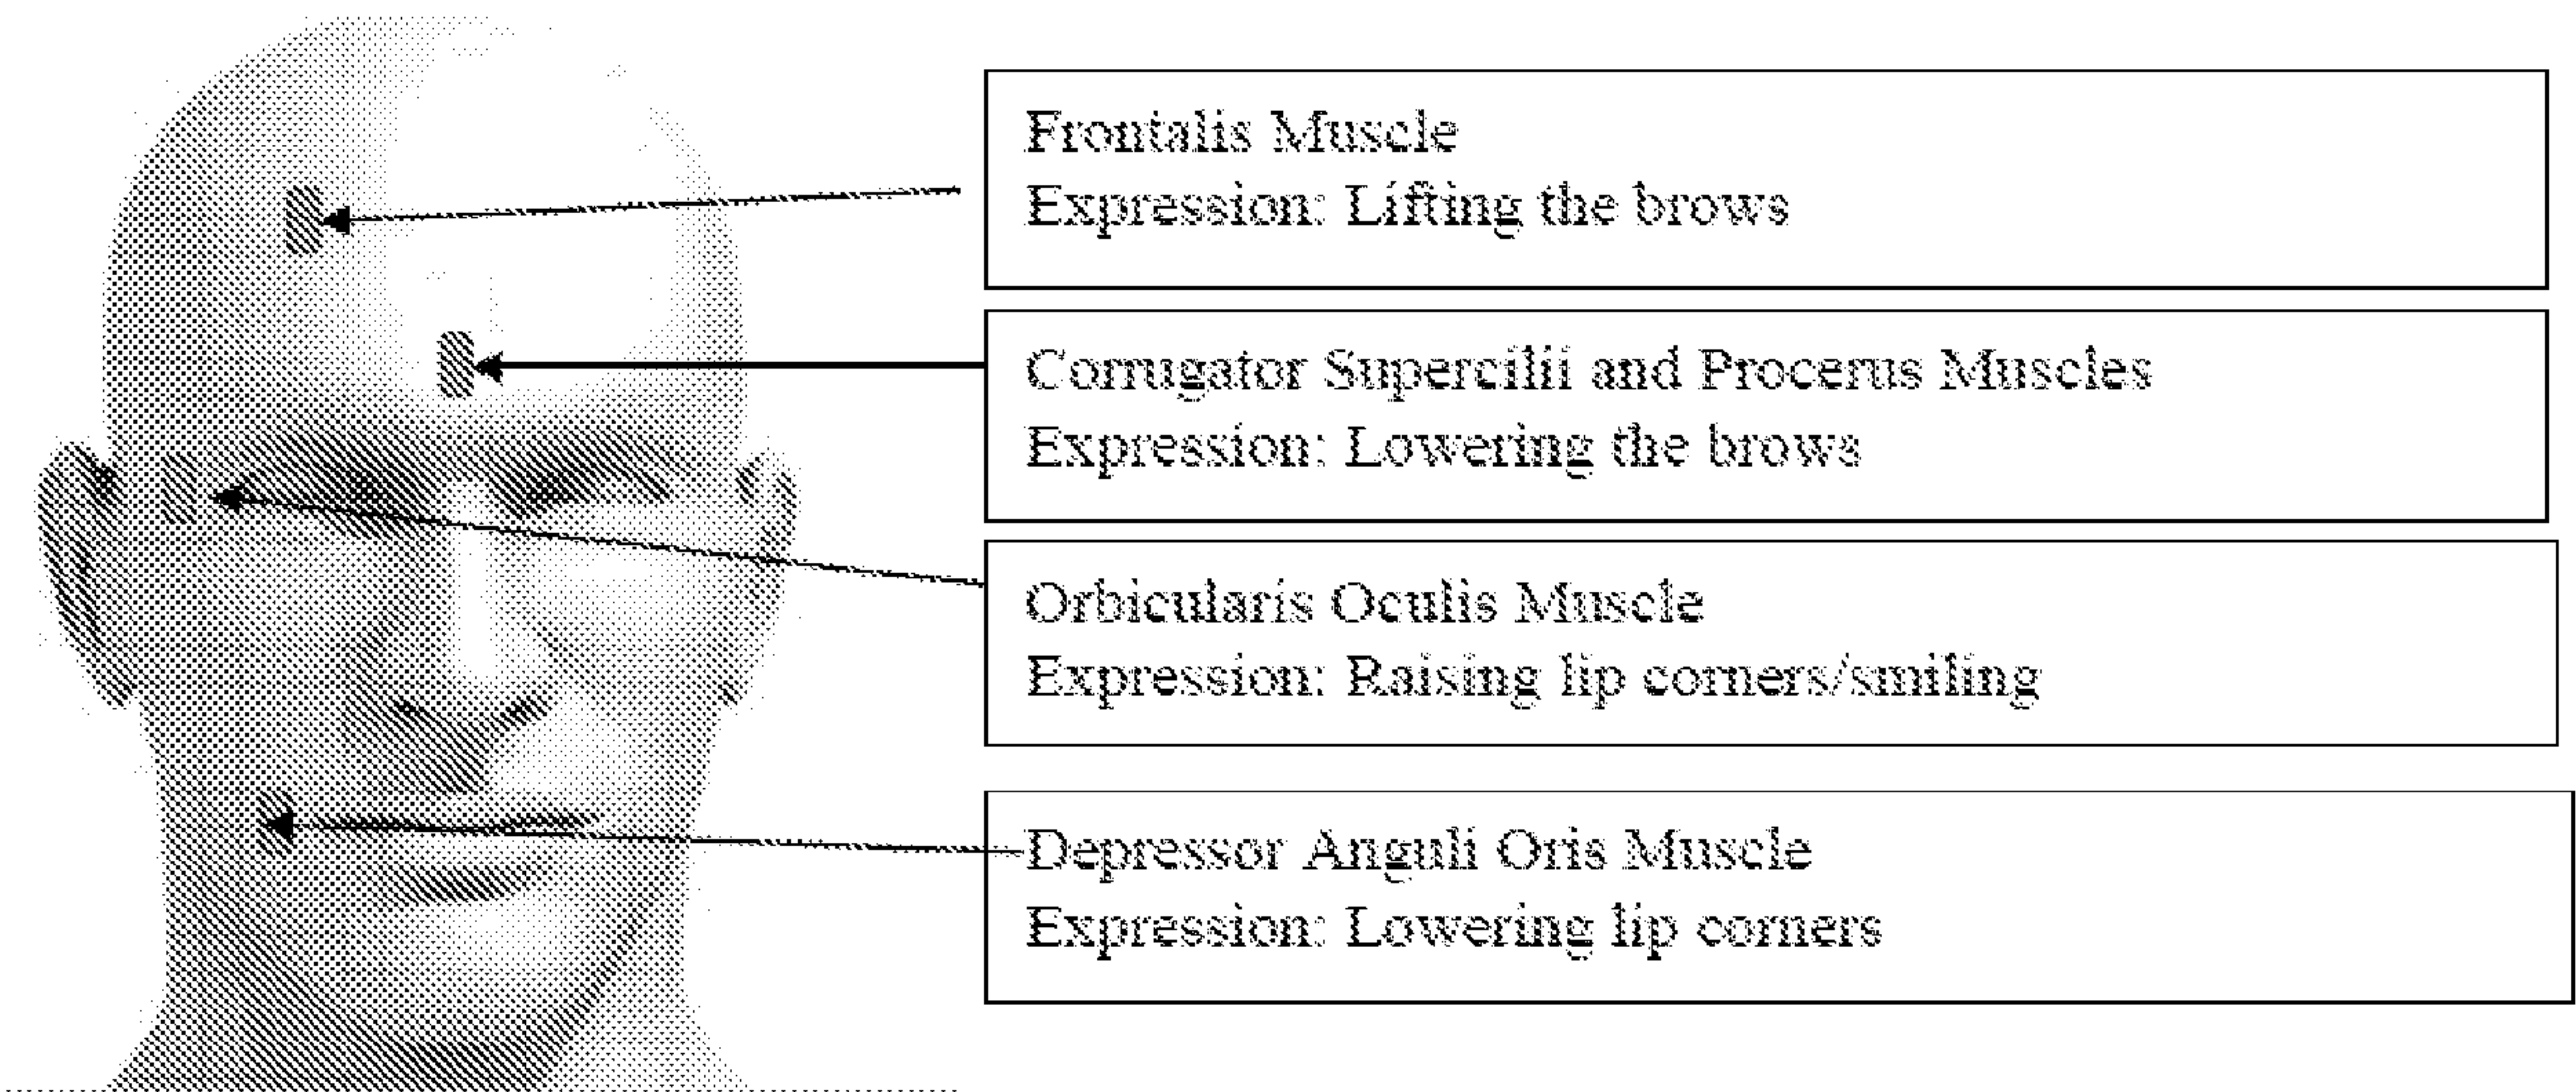 Frontalis Muscle
Expression: Lifting the brows
Corrugator Supercilii and Procerus Muscles
Expression: Lowering the brows
Orbicularis Oculis Muscle
Expression: Raising lip corners/smiling
Depressor Anguli Oris Muscle
Expression: Lowering lip corners